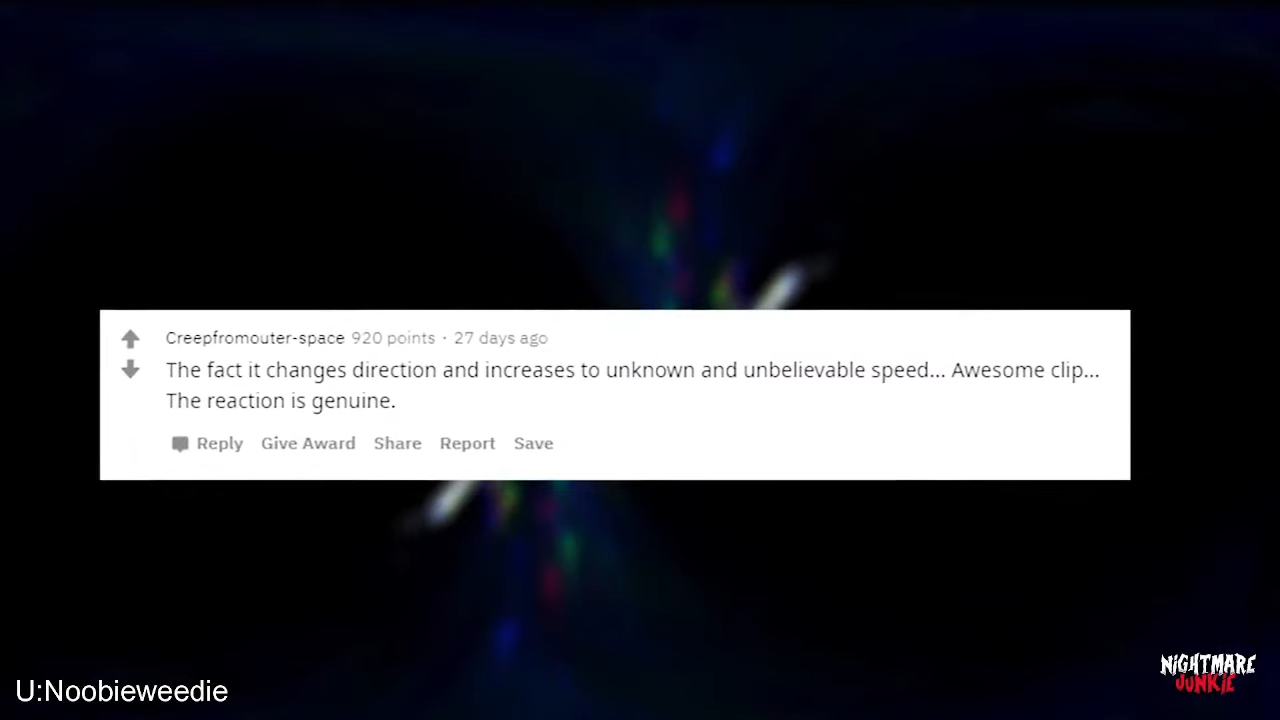 Creepfromouter-space 920 points · 27 days ago
The fact it changes direction and increases to unknown and unbelievable speed... Awesome clip...
The reaction is genuine.
Reply Give Award Share Report Save
U:Noobieweedie
NIGHTMARE
JUNKIE